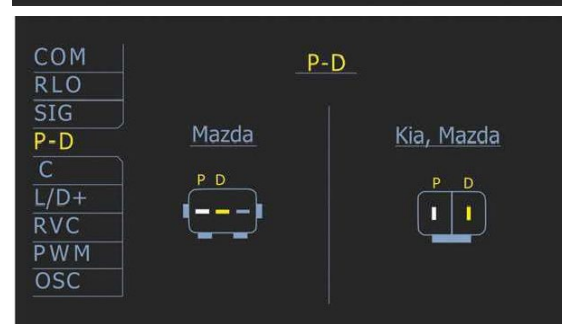 COM
RLO
SIG
P-D
C
L/D+
RVC
PWM
OSC
P-D
Mazda
P D
Kia, Mazda
P D